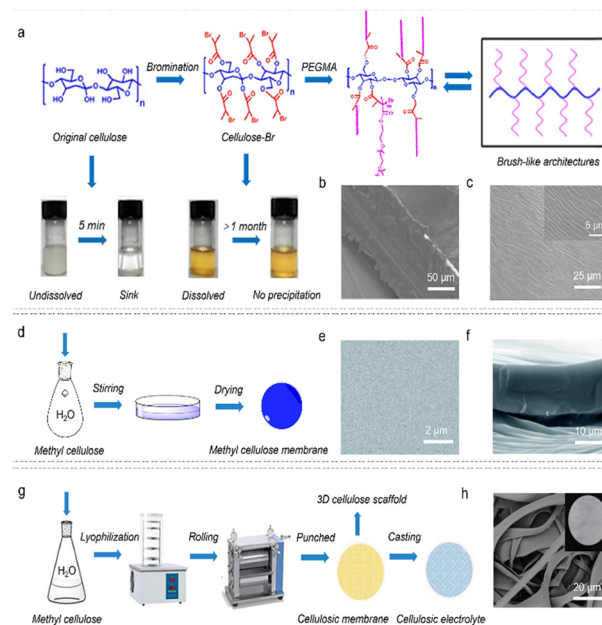 a
Bromination
PEGMA
Original cellulose
Cellulose-Br
Brush-like architectures
5 min
> 1 month
Undissolved
Sink
Dissolved
No precipitation
b
50 μm
c
5 μm
25 μm
d
H₂O
Stirring
Drying
Methyl cellulose
Methyl cellulose membrane
e
2 μm
f
10 μm
g
H₂O
Lyophilization
Rolling
3D cellulose scaffold
Punched
Casting
Methyl cellulose
Cellulosic membrane
Cellulosic electrolyte
h
20 μm